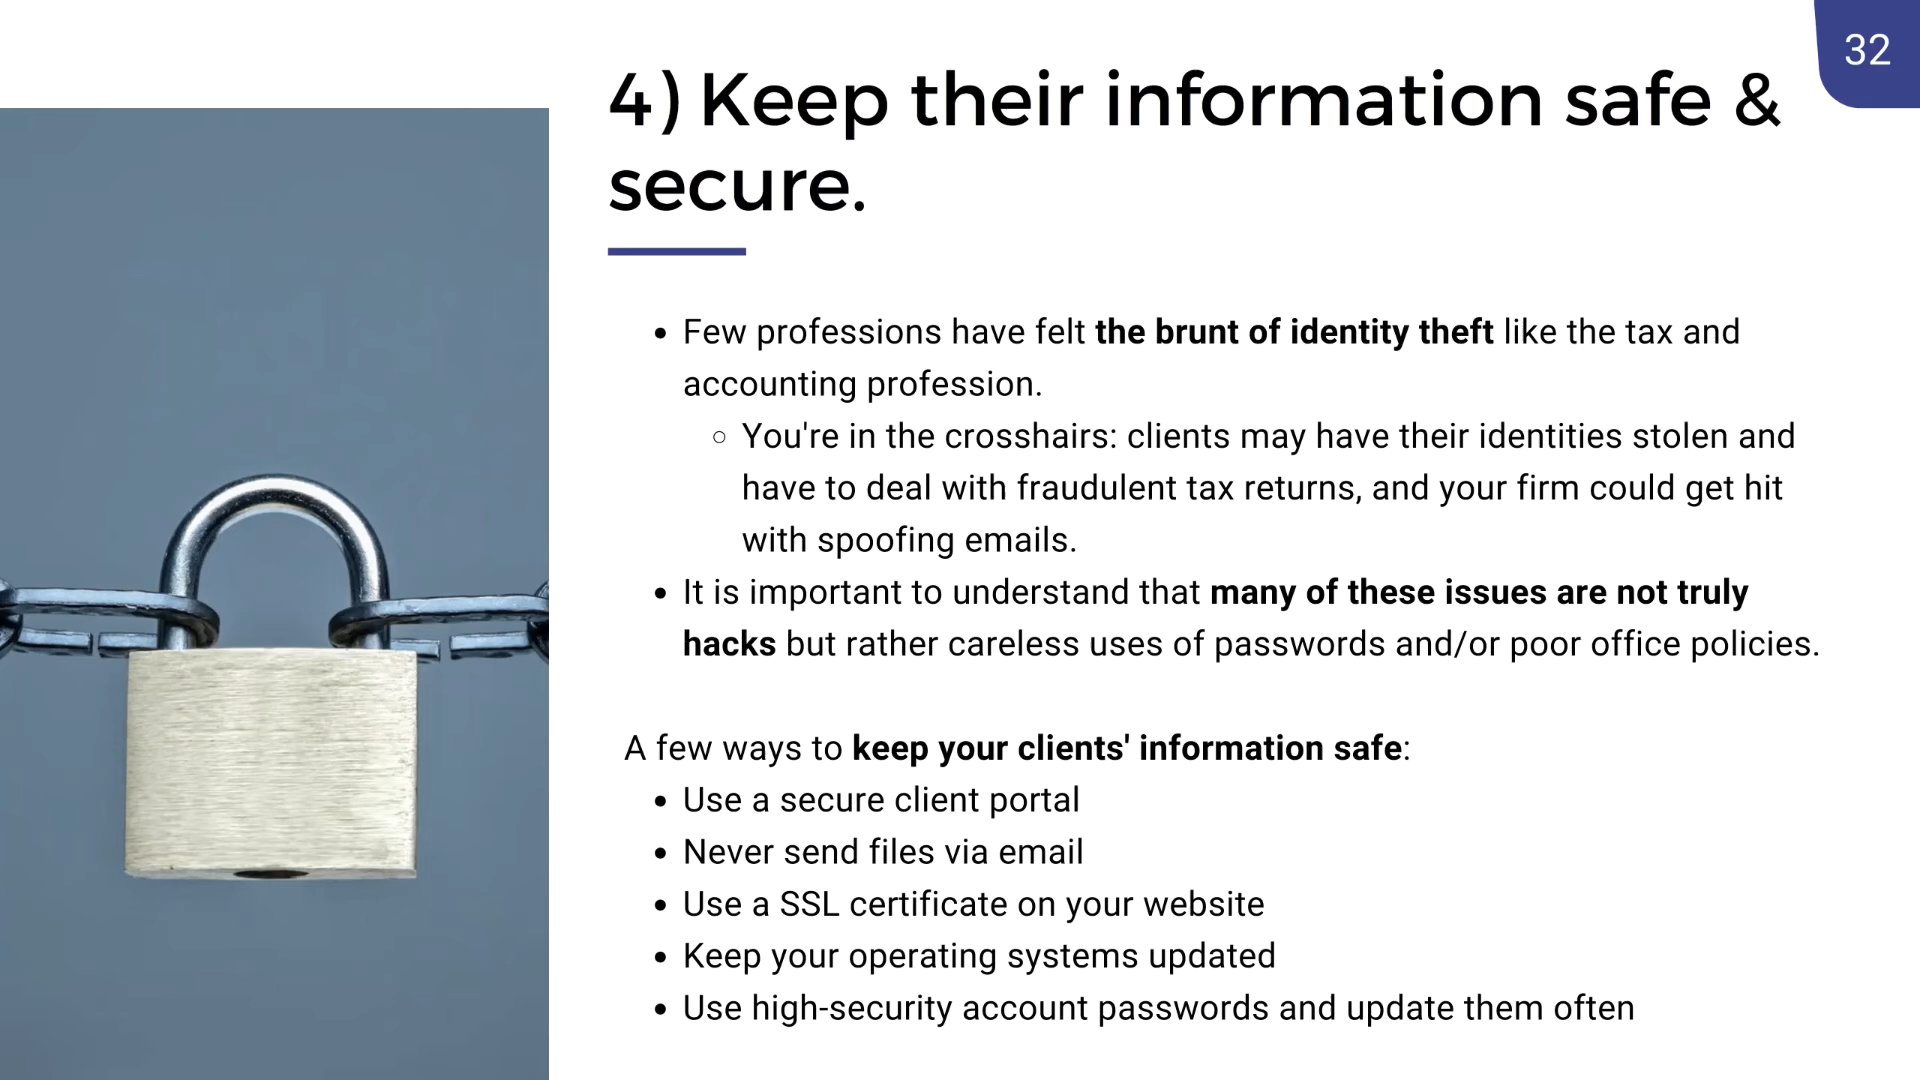 32
4) Keep their information safe &
secure.
• Few professions have felt the brunt of identity theft like the tax and
accounting profession.
○ You're in the crosshairs: clients may have their identities stolen and
have to deal with fraudulent tax returns, and your firm could get hit
with spoofing emails.
• It is important to understand that many of these issues are not truly
hacks but rather careless uses of passwords and/or poor office policies.
A few ways to keep your clients' information safe:
• Use a secure client portal
• Never send files via email
• Use a SSL certificate on your website
• Keep your operating systems updated
• Use high-security account passwords and update them often